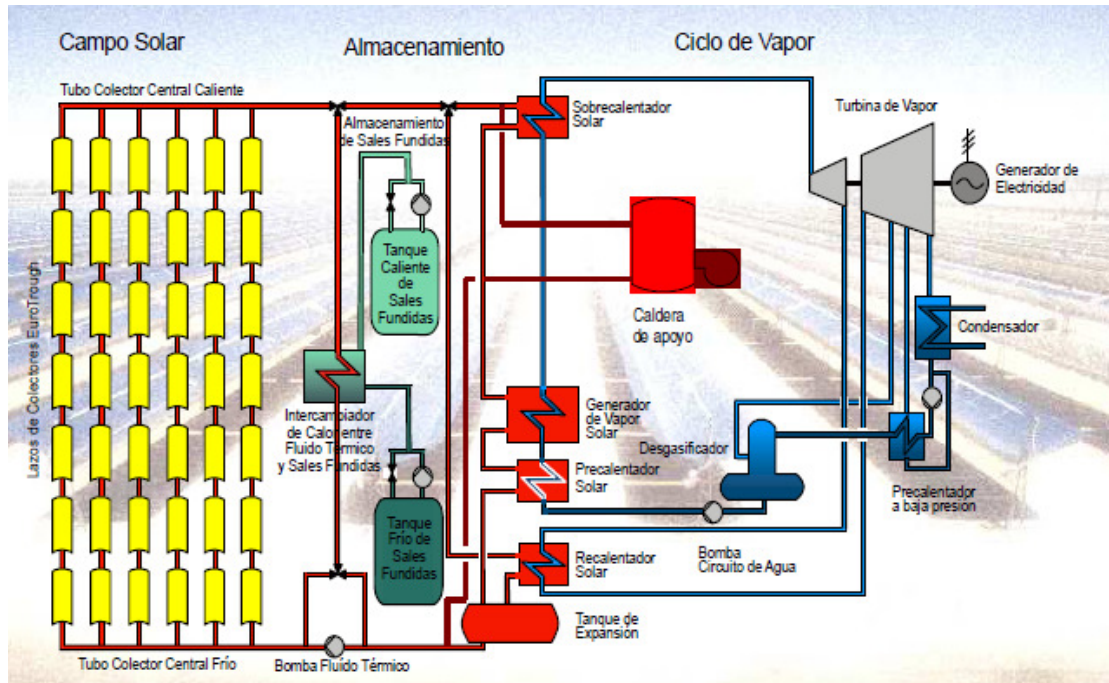 Campo Solar
Almacenamiento
Ciclo de Vapor
Tubo Colector Central Caliente
Almacenamiento
de Sales Fundidas
Sobrecalentador
Solar
Turbina de Vapor
Generador de
Electricidad
Tanque
Caliente
de
Sales
Fundidas
Caldera
de apoyo
Condensador
Lazos de Colectores EuroTrough
Intercambiador
de Calor entre
Fluido Térmico
y Sales Fundidas
Generador
de Vapor
Solar
Desgasificador
Precalentador
Solar
Precalentador
a baja presión
Tanque
Frío de
Sales
Fundidas
Recalentador
Solar
Bomba
Circuito de Agua
Tanque de
Expansión
Tubo Colector Central Frío
Bomba Fluído Térmico